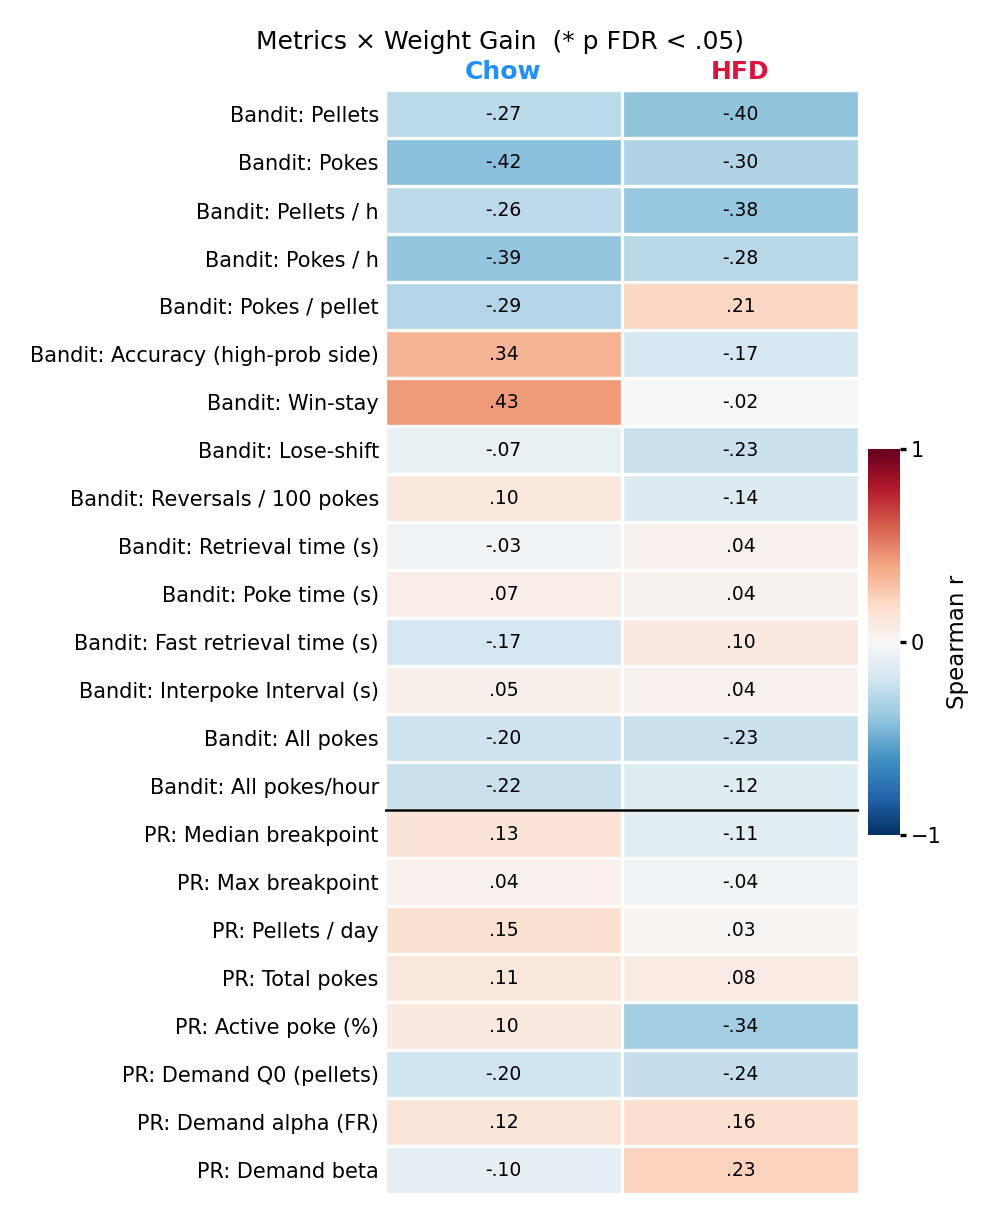 Metrics × Weight Gain  (* p FDR < .05)
Chow HFD
Bandit: Pellets -.27 -.40
Bandit: Pokes -.42 -.30
Bandit: Pellets / h -.26 -.38
Bandit: Pokes / h -.39 -.28
Bandit: Pokes / pellet -.29 .21
Bandit: Accuracy (high-prob side) .34 -.17
Bandit: Win-stay .43 -.02
Bandit: Lose-shift -.07 -.23
Bandit: Reversals / 100 pokes .10 -.14
Bandit: Retrieval time (s) -.03 .04
Bandit: Poke time (s) .07 .04
Bandit: Fast retrieval time (s) -.17 .10
Bandit: Interpoke Interval (s) .05 .04
Bandit: All pokes -.20 -.23
Bandit: All pokes/hour -.22 -.12
PR: Median breakpoint .13 -.11
PR: Max breakpoint .04 -.04
PR: Pellets / day .15 .03
PR: Total pokes .11 .08
PR: Active poke (%) .10 -.34
PR: Demand Q0 (pellets) -.20 -.24
PR: Demand alpha (FR) .12 .16
PR: Demand beta -.10 .23
1
0
−1
Spearman r